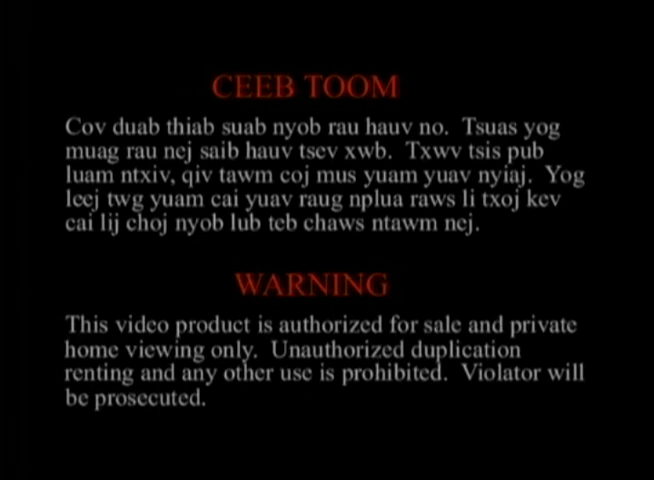 CEEB TOOM
Cov duab thiab suab nyob rau hauv no. Tsuas yog
muag rau nej saib hauv tsev xwb. Txwv tsis pub
luam ntxiv, qiv tawm coj mus yuam yuav nyiaj. Yog
leej twg yuam cai yuav raug nplua raws li txoj kev
cai lij choj nyob lub teb chaws ntawm nej.
WARNING
This video product is authorized for sale and private
home viewing only. Unauthorized duplication
renting and any other use is prohibited. Violator will
be prosecuted.